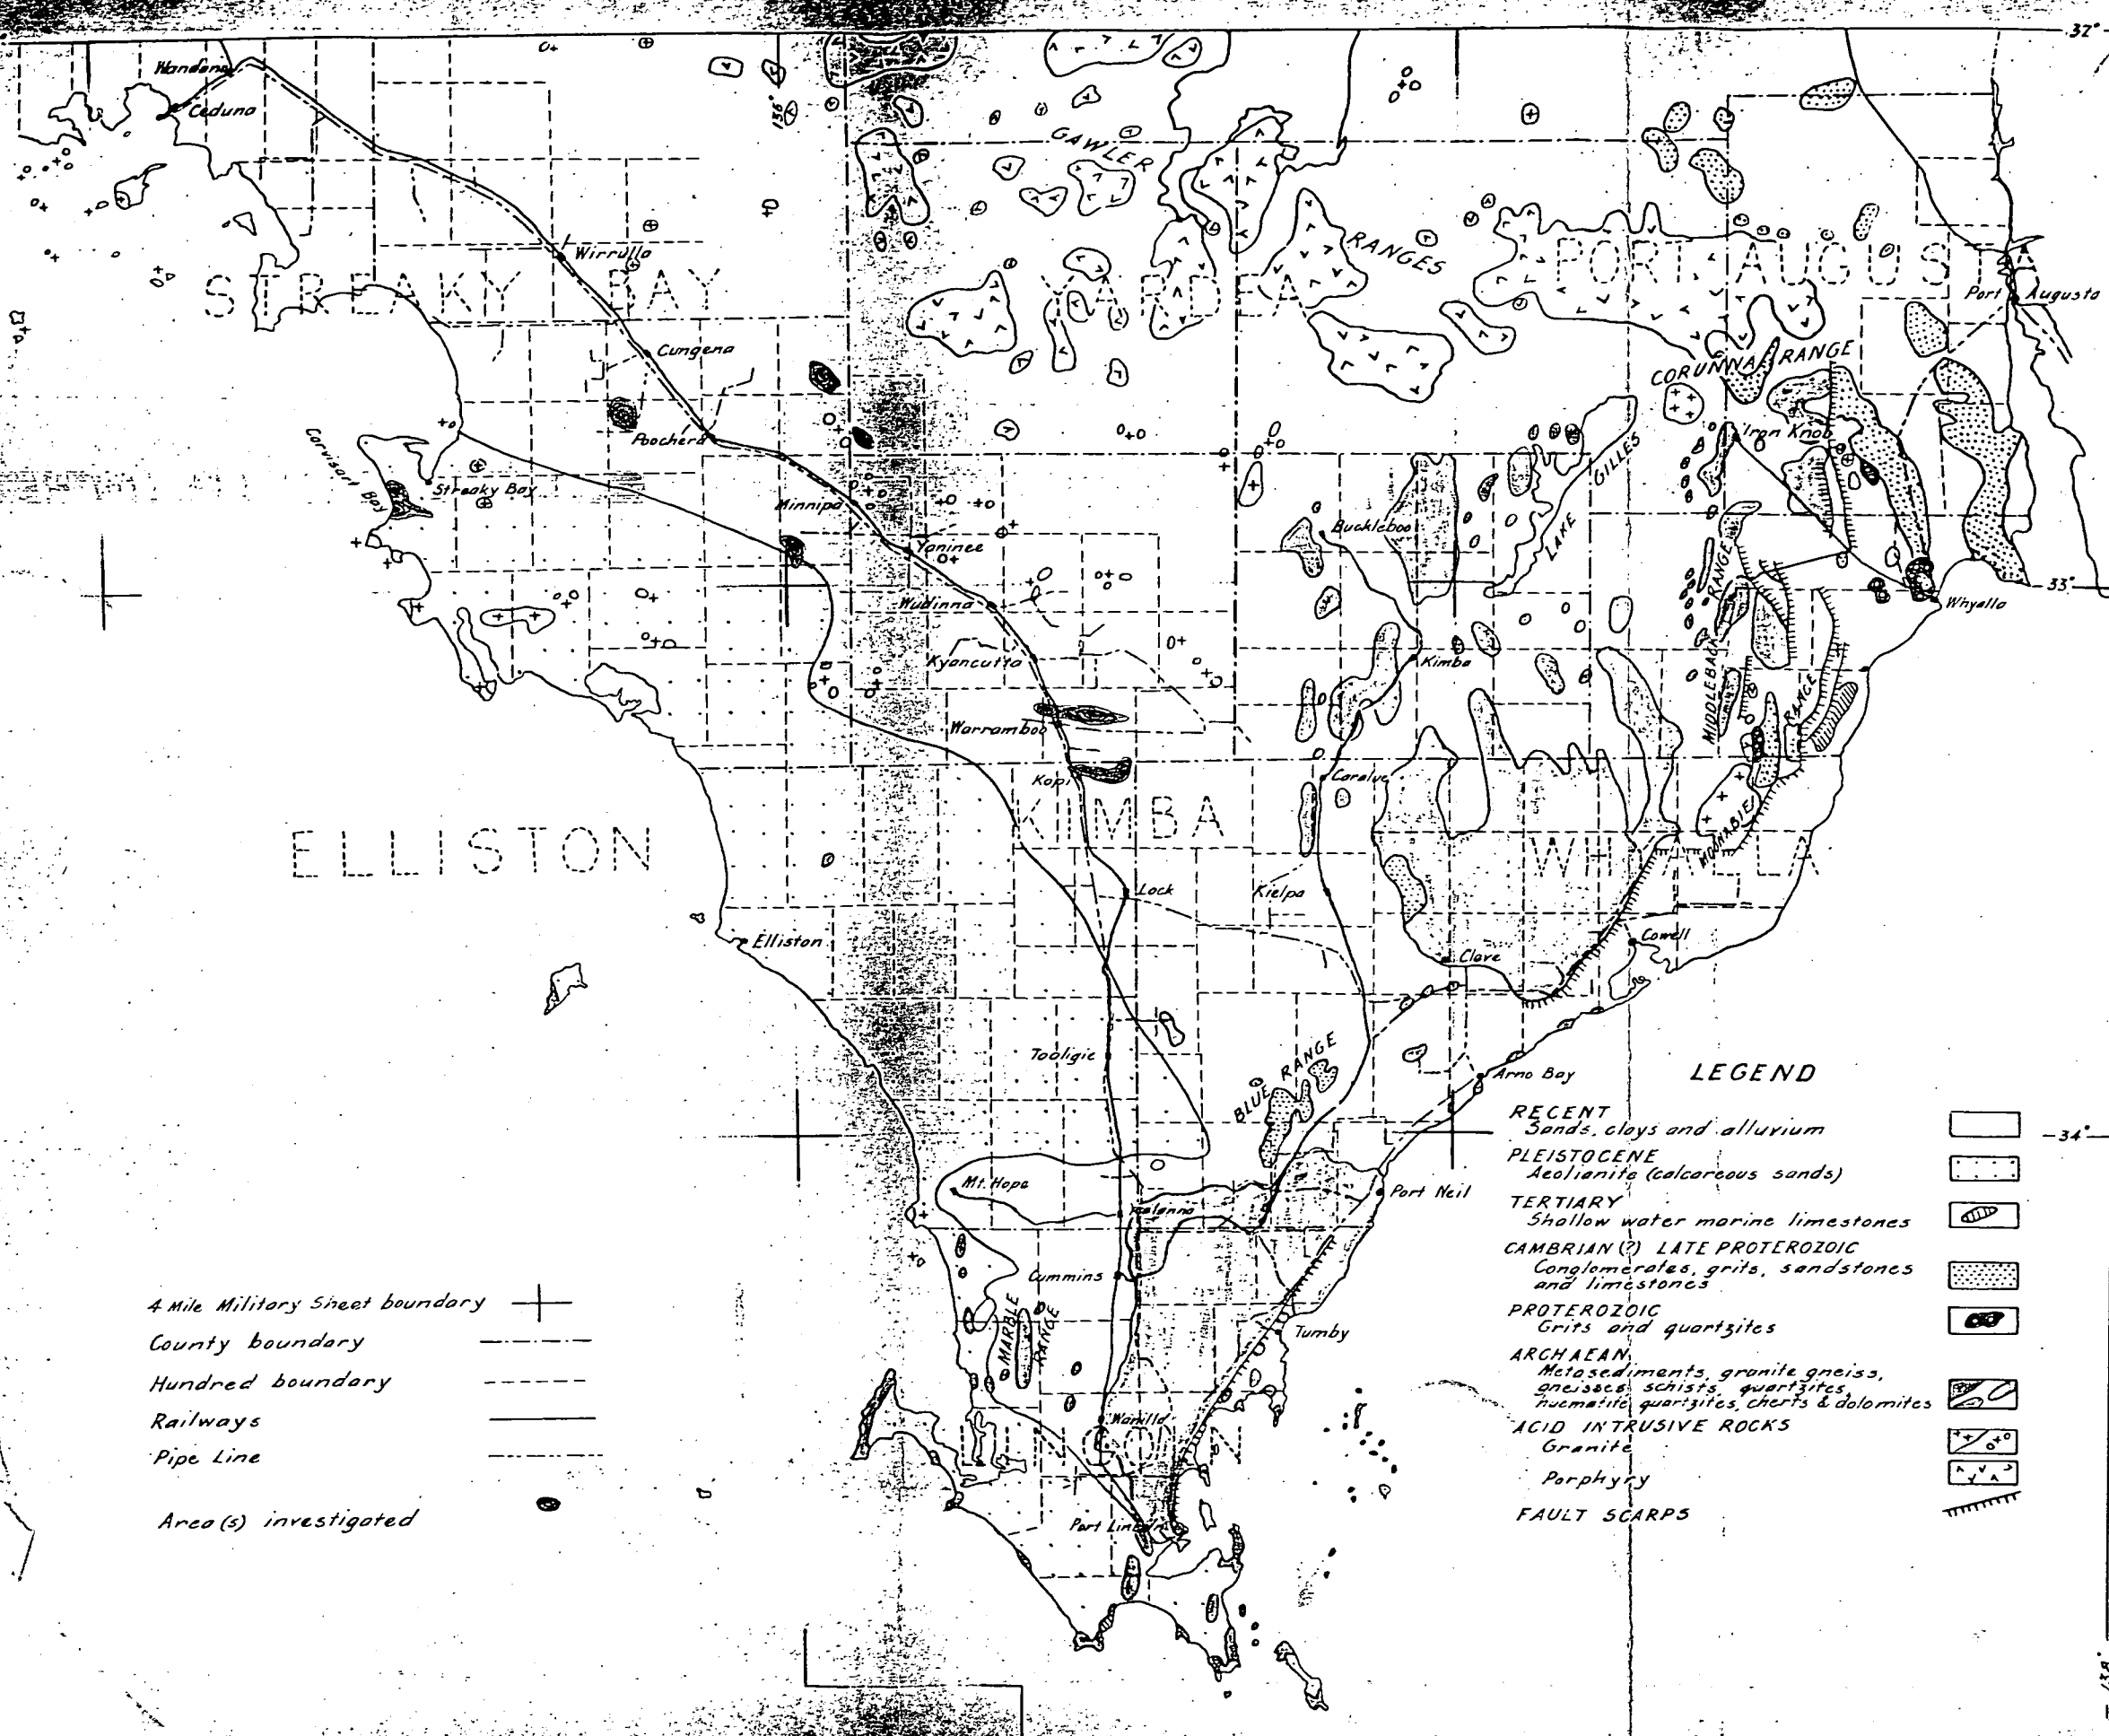 32°
Wandana
Ceduna
136°
GAWLER
RANGES
Wirrulla
STREAKY BAY
YARDEA
PORT AUGUSTA
Port Augusta
Cungena
CORUNNA RANGE
Poochera
Iron Knob
Corvisart Bay
Streaky Bay
LAKE GILLES
Minnipa
Buckleboo
Yaninee
33°
Wudinna
Whyalla
Kyancutta
Kimba
MIDDLEBACK RANGE
Warramboo
Kopi
Caralue
ELLISTON
KIMBA
WHYALLA
MOONABIE RANGE
Lock
Kielpa
Elliston
Cowell
Cleve
Tooligie
BLUE RANGE
Arno Bay
Mt. Hope
Port Neil
Cummins
MARBLE RANGE
Tumby
Wanilla
LINCOLN
Port Lincoln
LEGEND
RECENT
Sands, clays and alluvium
34°
PLEISTOCENE
Aeolianite (calcareous sands)
TERTIARY
Shallow water marine limestones
CAMBRIAN (?) LATE PROTEROZOIC
Conglomerates, grits, sandstones
and limestones
PROTEROZOIC
Grits and quartzites
ARCHAEAN
Metasediments, granite gneiss,
gneisses, schists, quartzites,
huematite quartzites, cherts & dolomites
ACID INTRUSIVE ROCKS
Granite
Porphyry
FAULT SCARPS
4 Mile Military Sheet boundary
County boundary
Hundred boundary
Railways
Pipe Line
Area(s) investigated
138°